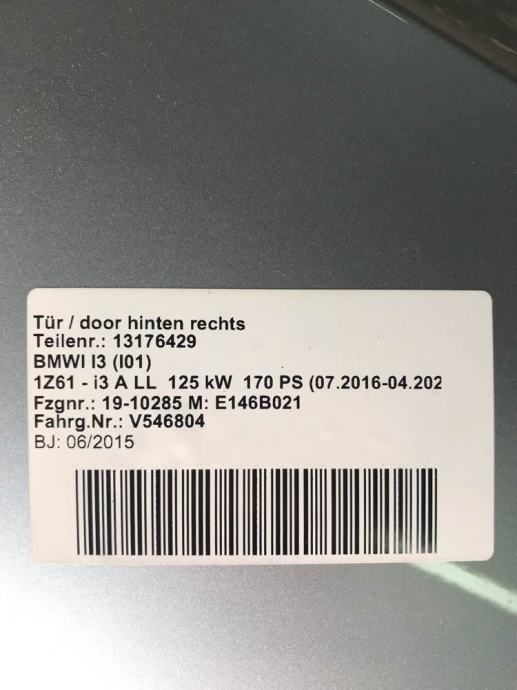 Tür / door hinten rechts
Teilenr.: 13176429
BMWI I3 (I01)
1Z61 - i3 A LL 125 kW 170 PS (07.2016-04.202
Fzgnr.: 19-10285 M: E146B021
Fahrg.Nr.: V546804
BJ: 06/2015